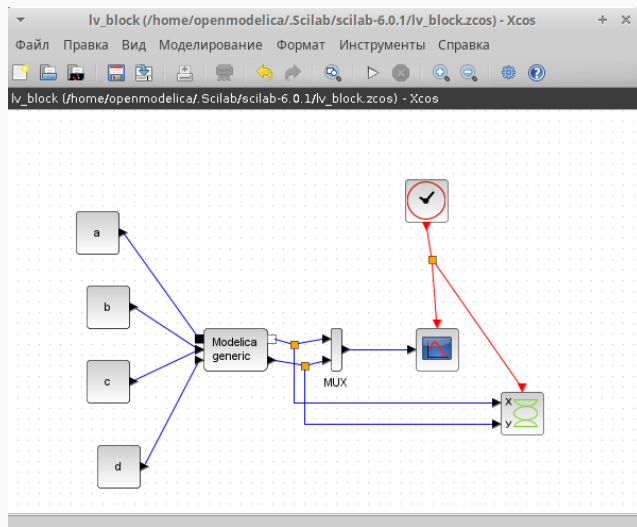 lv_block (/home/openmodelica/.Scilab/scilab-6.0.1/lv_block.zcos) - Xcos
Файл Правка Вид Моделирование Формат Инструменты Справка
lv_block (/home/openmodelica/.Scilab/scilab-6.0.1/lv_block.zcos) - Xcos
a
b
c
d
Modelica
generic
MUX
X
y